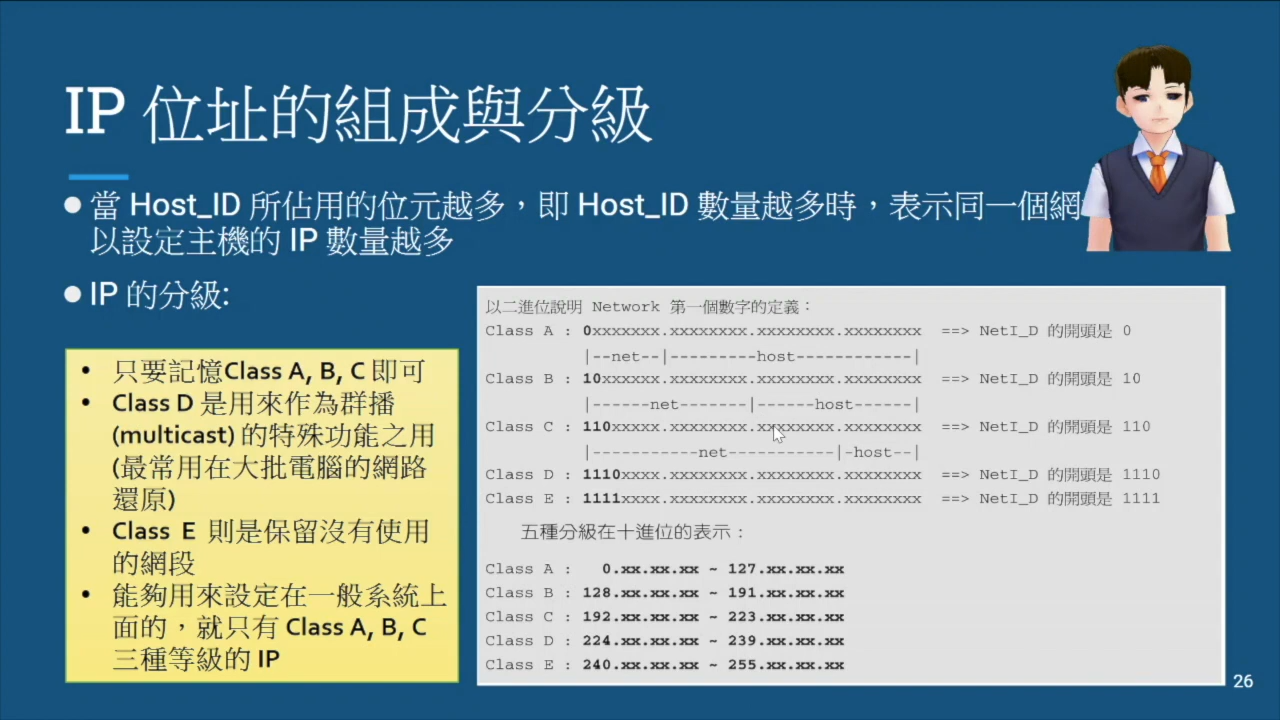 IP 位址的組成與分級
● 當 Host_ID 所佔用的位元越多，即 Host_ID 數量越多時，表示同一個網
以設定主機的 IP 數量越多
● IP 的分級:
• 只要記憶Class A, B, C 即可
• Class D 是用來作為群播
(multicast) 的特殊功能之用
(最常用在大批電腦的網路
還原)
• Class E 則是保留沒有使用
的網段
• 能夠用來設定在一般系統上
面的，就只有 Class A, B, C
三種等級的 IP
以二進位說明 Network 第一個數字的定義：
Class A : 0xxxxxxx.xxxxxxxx.xxxxxxxx.xxxxxxxx ==> NetI_D 的開頭是 0
|--net--|---------host------------|
Class B : 10xxxxxx.xxxxxxxx.xxxxxxxx.xxxxxxxx ==> NetI_D 的開頭是 10
|------net-------|------host------|
Class C : 110xxxxx.xxxxxxxx.xxxxxxxx.xxxxxxxx ==> NetI_D 的開頭是 110
|-----------net-----------|-host--|
Class D : 1110xxxx.xxxxxxxx.xxxxxxxx.xxxxxxxx ==> NetI_D 的開頭是 1110
Class E : 1111xxxx.xxxxxxxx.xxxxxxxx.xxxxxxxx ==> NetI_D 的開頭是 1111
五種分級在十進位的表示：
Class A : 0.xx.xx.xx ~ 127.xx.xx.xx
Class B : 128.xx.xx.xx ~ 191.xx.xx.xx
Class C : 192.xx.xx.xx ~ 223.xx.xx.xx
Class D : 224.xx.xx.xx ~ 239.xx.xx.xx
Class E : 240.xx.xx.xx ~ 255.xx.xx.xx
26